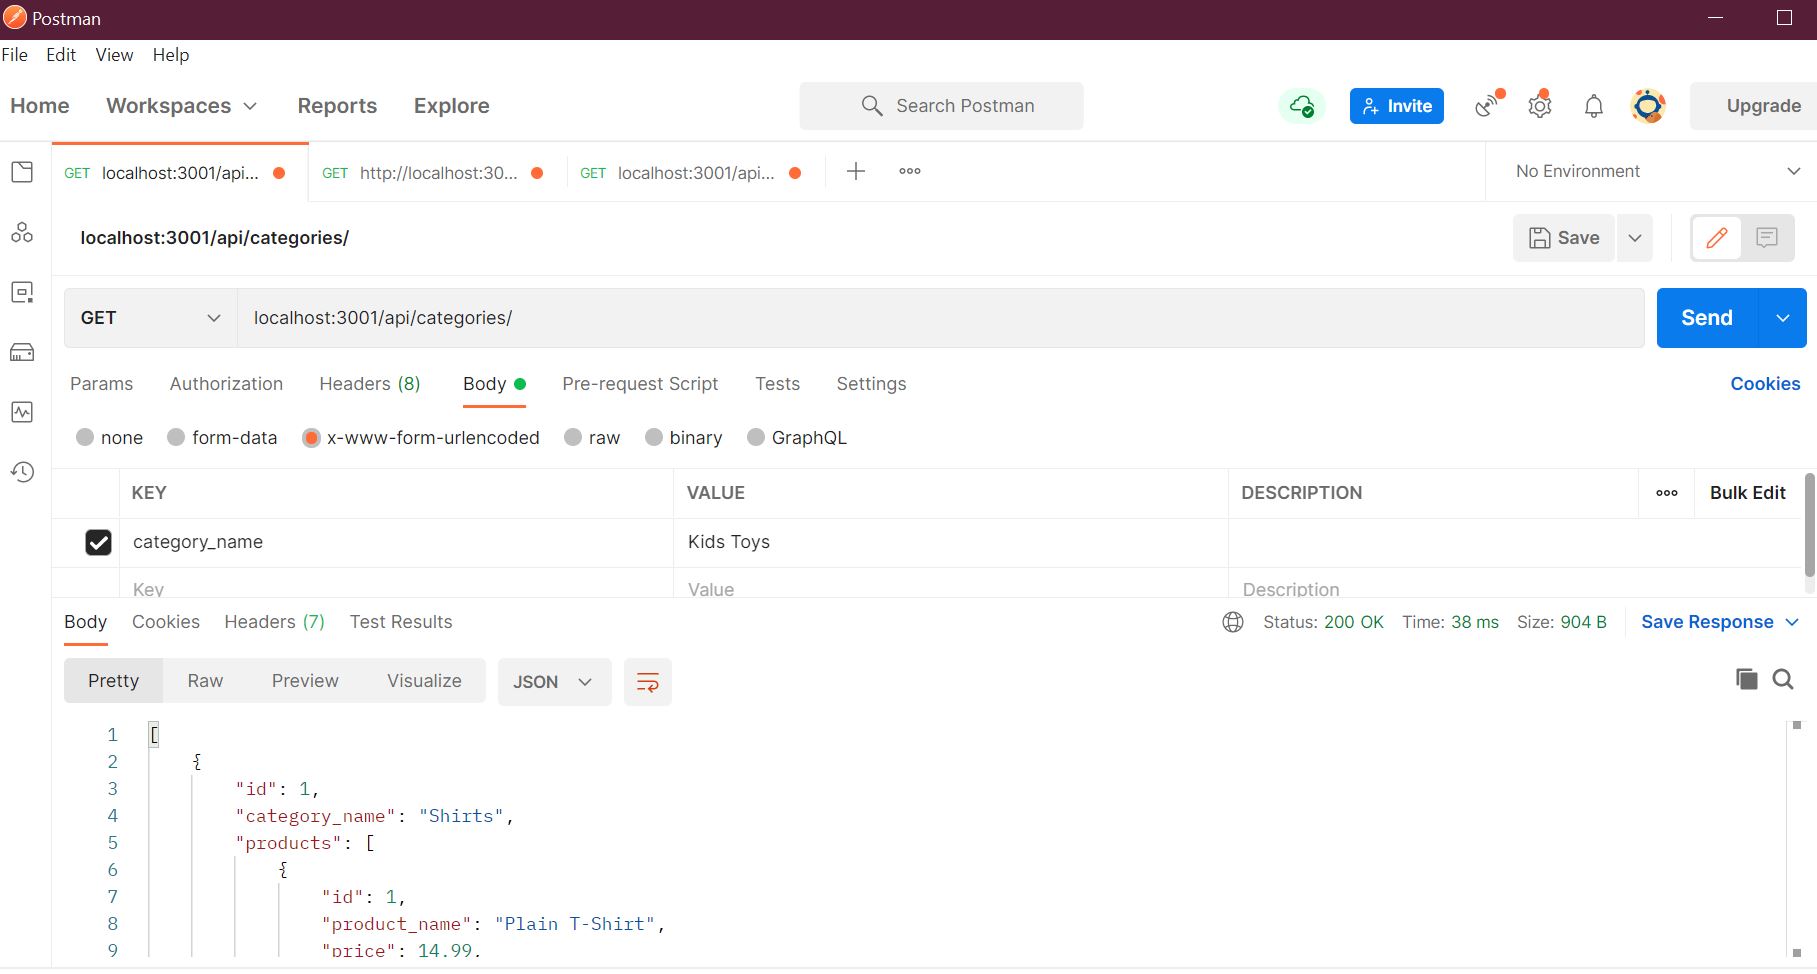 Postman
File Edit View Help
Home Workspaces Reports Explore Search Postman Invite Upgrade
GET localhost:3001/api... GET http://localhost:30... GET localhost:3001/api... No Environment
localhost:3001/api/categories/ Save
GET localhost:3001/api/categories/ Send
Params Authorization Headers (8) Body Pre-request Script Tests Settings Cookies
none form-data x-www-form-urlencoded raw binary GraphQL
KEY VALUE DESCRIPTION Bulk Edit
category_name Kids Toys
Key Value Description
Body Cookies Headers (7) Test Results Status: 200 OK Time: 38 ms Size: 904 B Save Response
Pretty Raw Preview Visualize JSON
1 [
2 {
3 "id": 1,
4 "category_name": "Shirts",
5 "products": [
6 {
7 "id": 1,
8 "product_name": "Plain T-Shirt",
9 "price": 14.99,